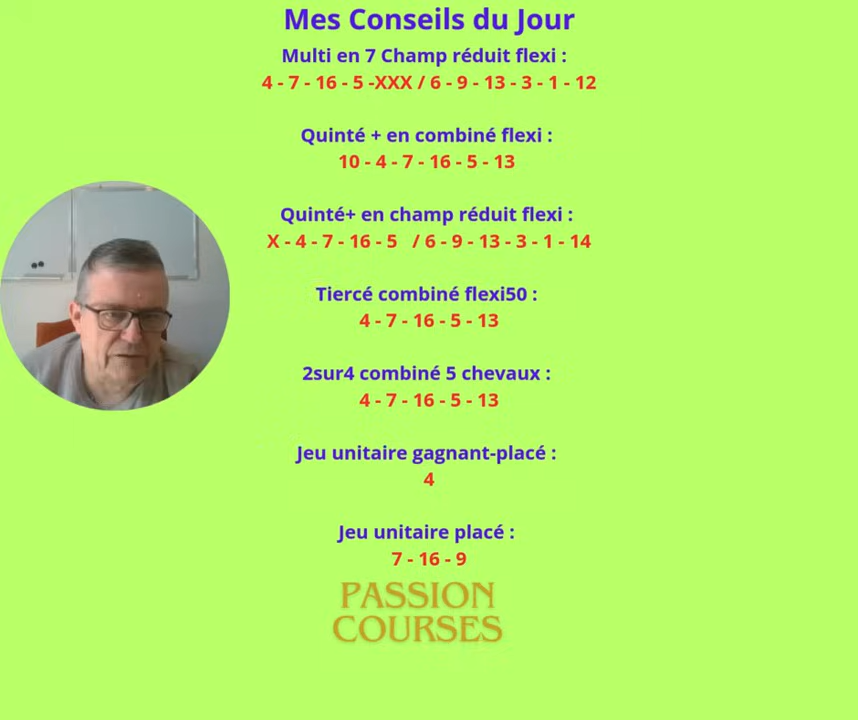 Mes Conseils du Jour
Multi en 7 Champ réduit flexi :
4 - 7 - 16 - 5 -XXX / 6 - 9 - 13 - 3 - 1 - 12
Quinté + en combiné flexi :
10 - 4 - 7 - 16 - 5 - 13
Quinté+ en champ réduit flexi :
X - 4 - 7 - 16 - 5 / 6 - 9 - 13 - 3 - 1 - 14
Tiercé combiné flexi50 :
4 - 7 - 16 - 5 - 13
2sur4 combiné 5 chevaux :
4 - 7 - 16 - 5 - 13
Jeu unitaire gagnant-placé :
4
Jeu unitaire placé :
7 - 16 - 9
PASSION
COURSES